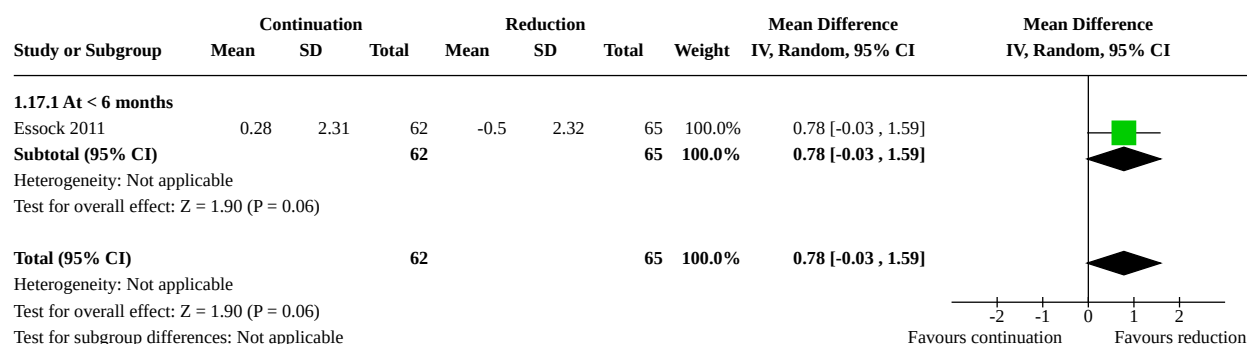 Continuation Reduction Mean Difference Mean Difference
Study or Subgroup Mean SD Total Mean SD Total Weight IV, Random, 95% CI IV, Random, 95% CI
1.17.1 At < 6 months
Essock 2011 0.28 2.31 62 -0.5 2.32 65 100.0% 0.78 [-0.03 , 1.59]
Subtotal (95% CI) 62 65 100.0% 0.78 [-0.03 , 1.59]
Heterogeneity: Not applicable
Test for overall effect: Z = 1.90 (P = 0.06)
Total (95% CI) 62 65 100.0% 0.78 [-0.03 , 1.59]
Heterogeneity: Not applicable
Test for overall effect: Z = 1.90 (P = 0.06) -2 -1 0 1 2
Test for subgroup differences: Not applicable Favours continuation Favours reduction